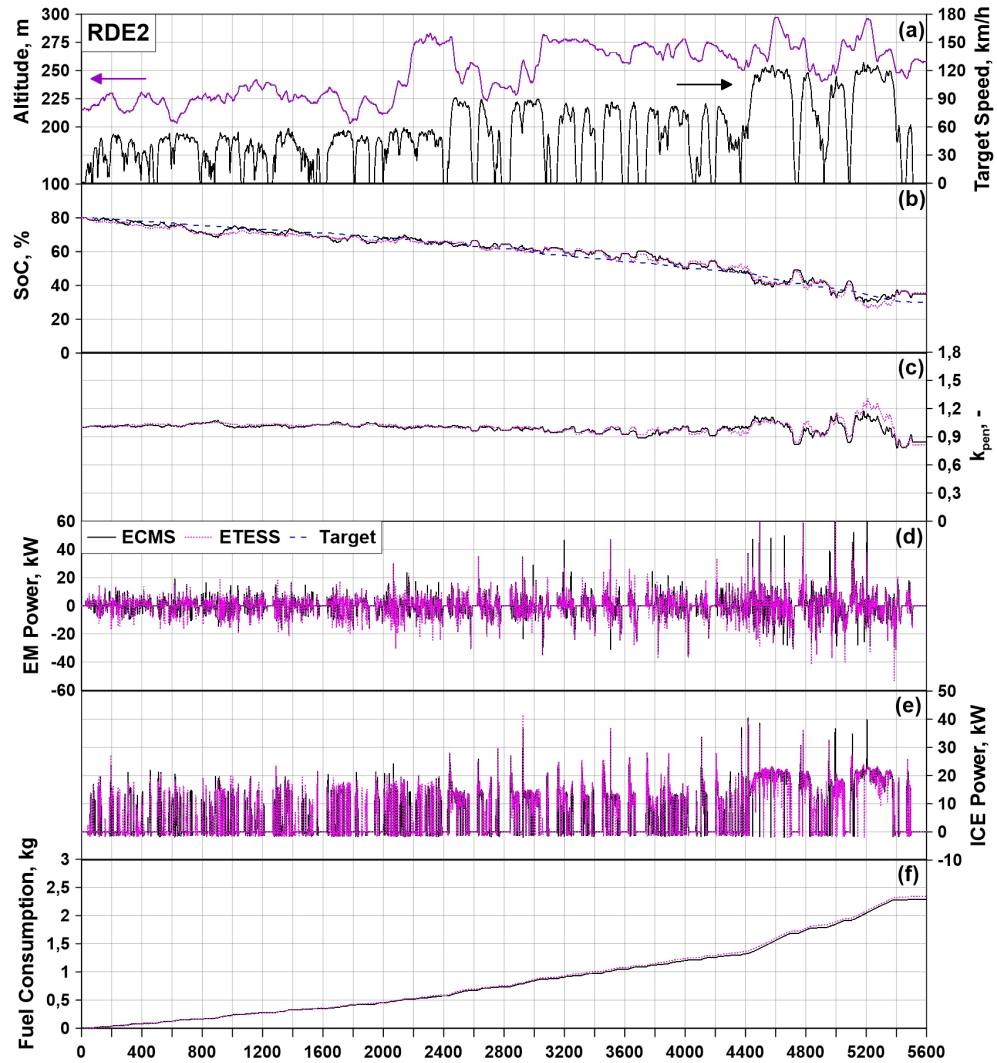 RDE2
(a)
Altitude, m
300
275
250
225
200
100
180
150
120
90
60
30
0
Target Speed, km/h
(b)
SoC, %
80
60
40
20
0
(c)
1,8
1,5
1,2
0,9
0,6
0,3
0
kpen, -
ECMS ETESS Target
(d)
EM Power, kW
60
40
20
0
-20
-40
-60
(e)
50
40
30
20
10
0
-10
ICE Power, kW
(f)
Fuel Consumption, kg
3
2,5
2
1,5
1
0,5
0
0 400 800 1200 1600 2000 2400 2800 3200 3600 4000 4400 4800 5200 5600